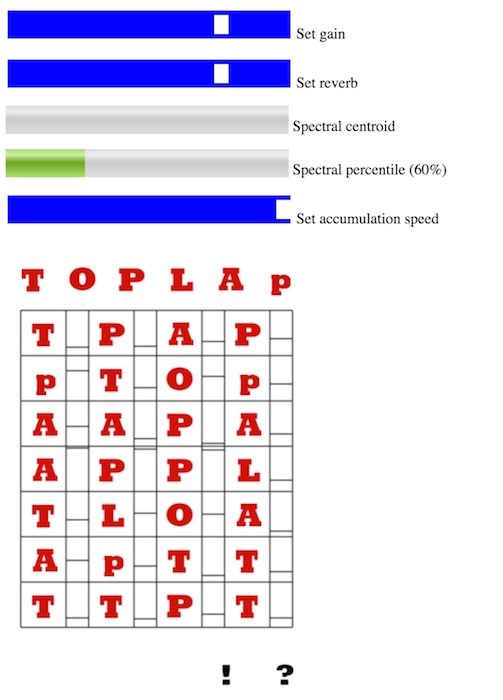 Set gain
Set reverb
Spectral centroid
Spectral percentile (60%)
Set accumulation speed
T O P L A p
T P A P
p T O p
A A P A
A P P L
T L O A
A p T T
T T P T
! ?